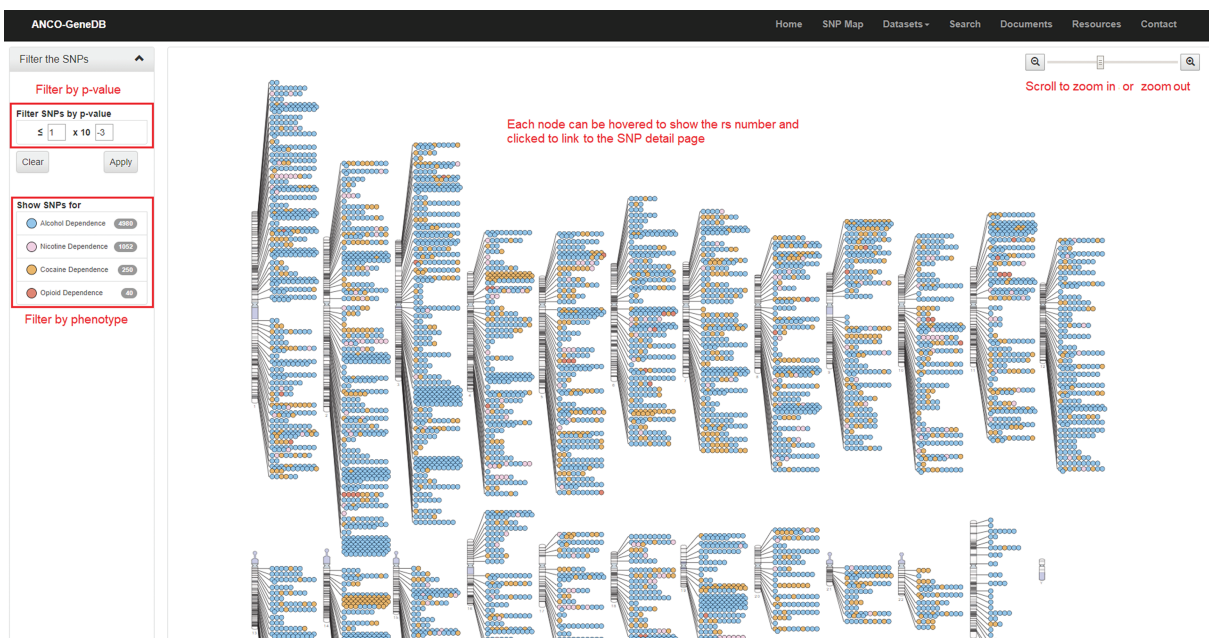 ANCO-GeneDB
Home SNP Map Datasets Search Documents Resources Contact
Filter the SNPs
Filter by p-value
Filter SNPs by p-value
≤ 1 x 10 -3
Clear Apply
Show SNPs for
Alcohol Dependence 4980
Nicotine Dependence 1052
Cocaine Dependence 250
Opioid Dependence 40
Filter by phenotype
Scroll to zoom in or zoom out
Each node can be hovered to show the rs number and
clicked to link to the SNP detail page